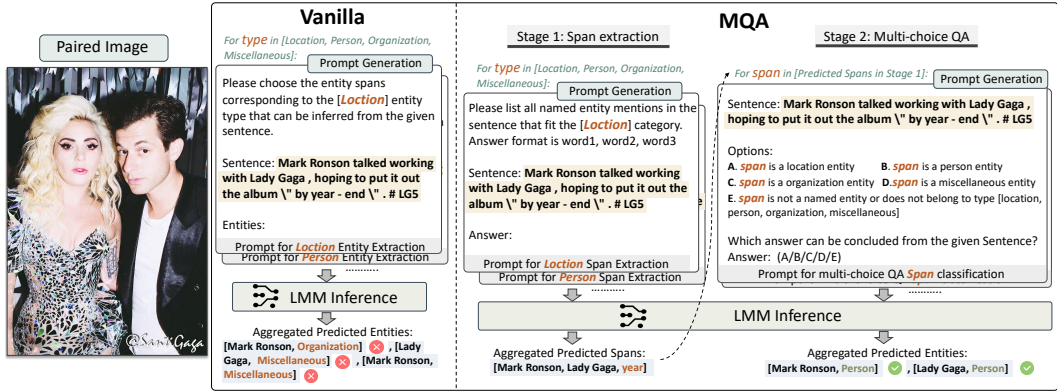 Paired Image
@Sant Gaga
Vanilla
For type in [Location, Person, Organization,
Miscellaneous]:
Prompt Generation
Please choose the entity spans
corresponding to the [Loction] entity
type that can be inferred from the given
sentence.
Sentence: Mark Ronson talked working
with Lady Gaga , hoping to put it out
the album \" by year - end \" . # LG5
Entities:
Prompt for Loction Entity Extraction
Prompt for Person Entity Extraction
...........
LMM Inference
Aggregated Predicted Entities:
[Mark Ronson, Organization] , [Lady
Gaga, Miscellaneous] , [Mark Ronson,
Miscellaneous]
MQA
Stage 1: Span extraction
For type in [Location, Person, Organization,
Miscellaneous]:
Prompt Generation
Please list all named entity mentions in the
sentence that fit the [Loction] category.
Answer format is word1, word2, word3
Sentence: Mark Ronson talked working
with Lady Gaga , hoping to put it out the
album \" by year - end \" . # LG5
Answer:
Prompt for Loction Span Extraction
Prompt for Person Span Extraction
...........
Stage 2: Multi-choice QA
For span in [Predicted Spans in Stage 1]:
Prompt Generation
Sentence: Mark Ronson talked working with Lady Gaga ,
hoping to put it out the album \" by year - end \" . # LG5
Options:
A. span is a location entity B. span is a person entity
C. span is a organization entity D.span is a miscellaneous entity
E. span is not a named entity or does not belong to type [location,
person, organization, miscellaneous]
Which answer can be concluded from the given Sentence?
Answer: (A/B/C/D/E)
Prompt for multi-choice QA Span classification
...........
LMM Inference
Aggregated Predicted Spans:
[Mark Ronson, Lady Gaga, year]
Aggregated Predicted Entities:
[Mark Ronson, Person] , [Lady Gaga, Person]